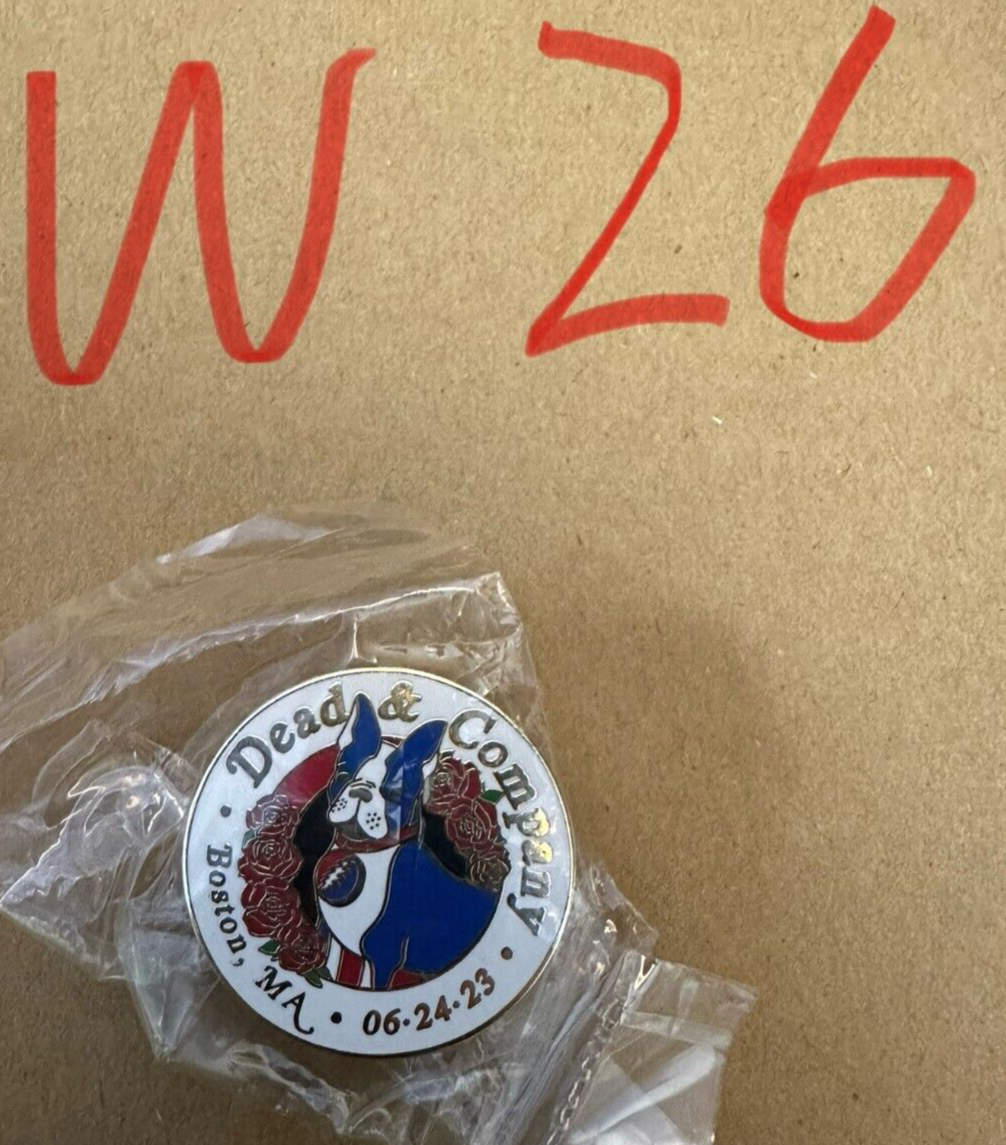 W 26
Dead & Company
Boston, MA
06·24·23